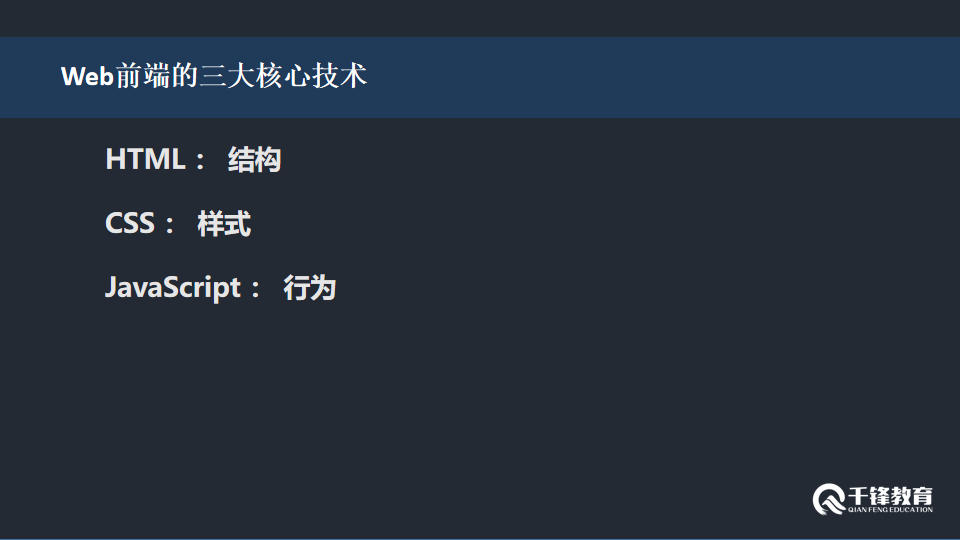 Web前端的三大核心技术
HTML： 结构
CSS： 样式
JavaScript： 行为
千锋教育
QIAN FENG EDUCATION